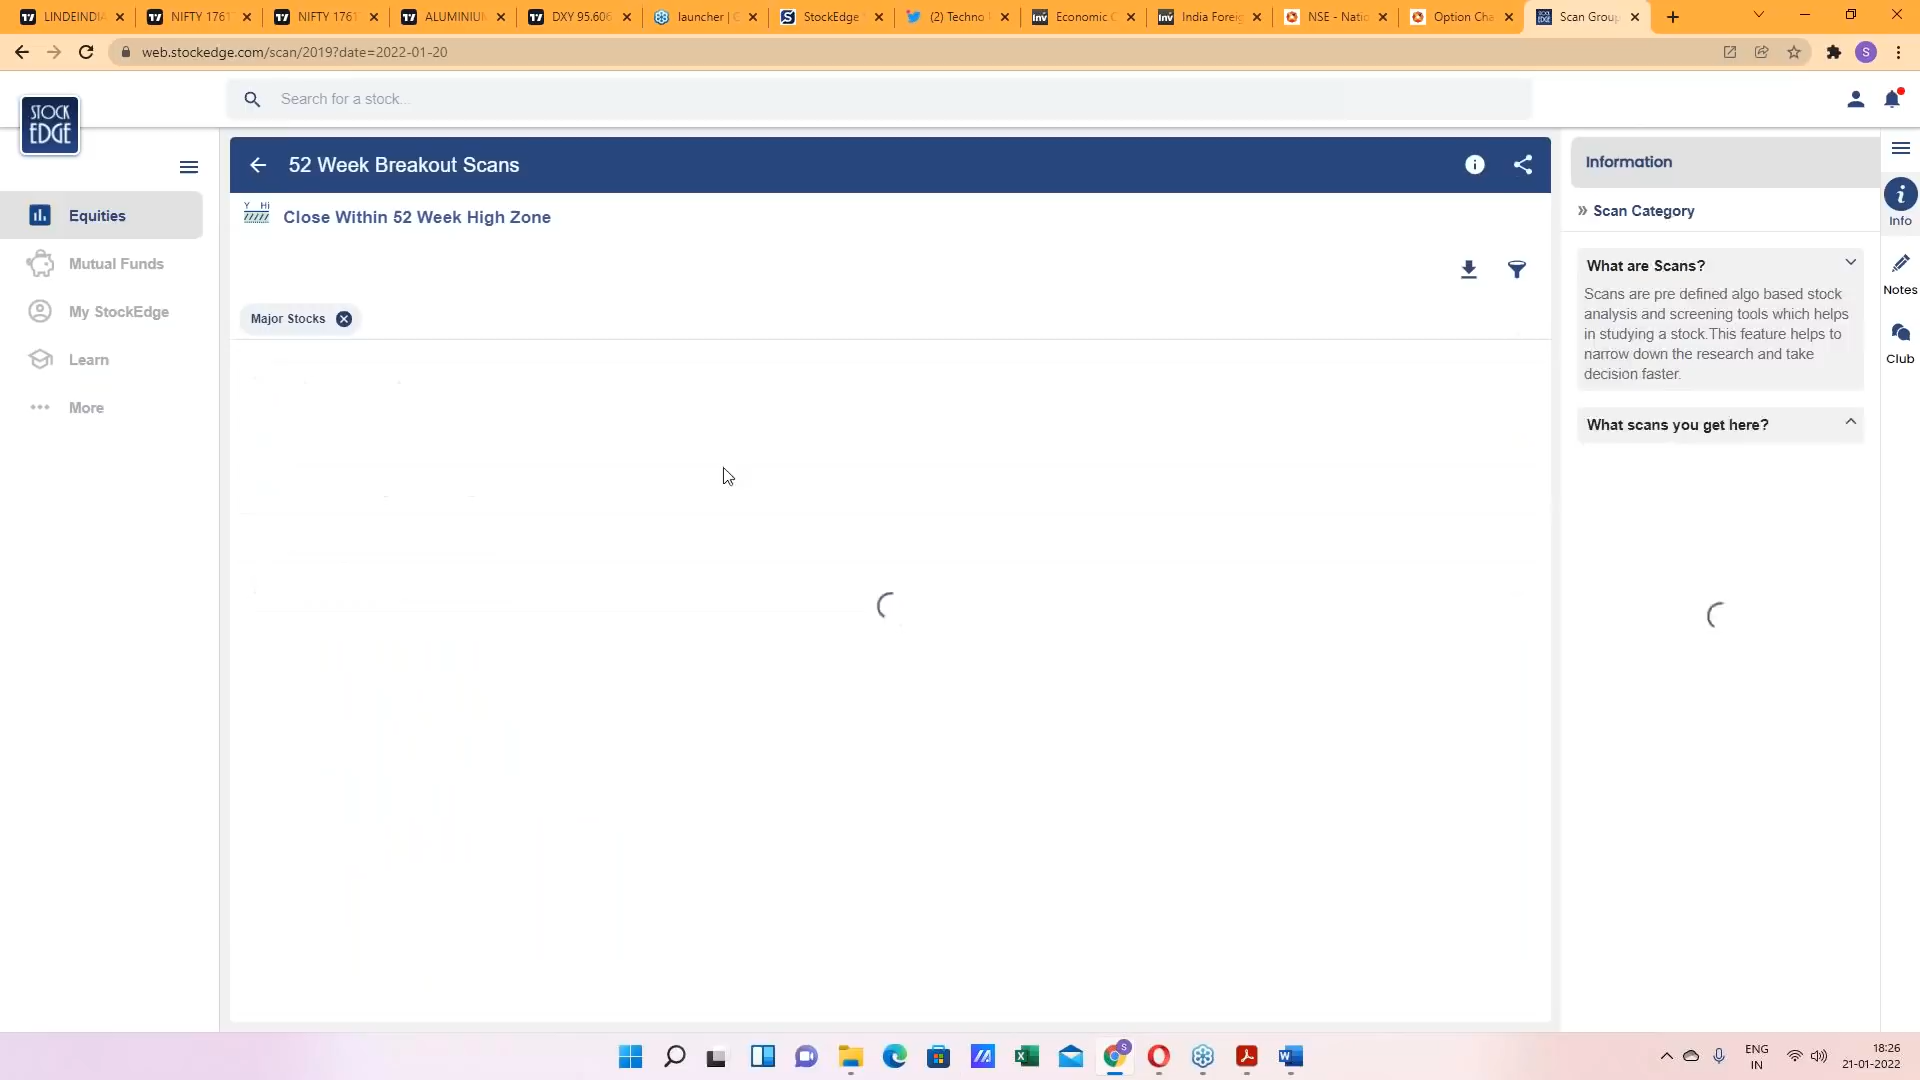 LINDEINDIA
NIFTY 1761
NIFTY 1761
ALUMINIUM
DXY 95.606
launcher | G
StockEdge
(2) Techno
Economic C
India Foreig
NSE - Natio
Option Cha
Scan Group
web.stockedge.com/scan/2019?date=2022-01-20
S
STOCK
EDGE
Search for a stock...
Equities
Mutual Funds
My StockEdge
Learn
More
52 Week Breakout Scans
Y Hi
Close Within 52 Week High Zone
Major Stocks
Information
» Scan Category
What are Scans?
Scans are pre defined algo based stock
analysis and screening tools which helps
in studying a stock.This feature helps to
narrow down the research and take
decision faster.
What scans you get here?
Info
Notes
Club
ENG
IN
18:26
21-01-2022